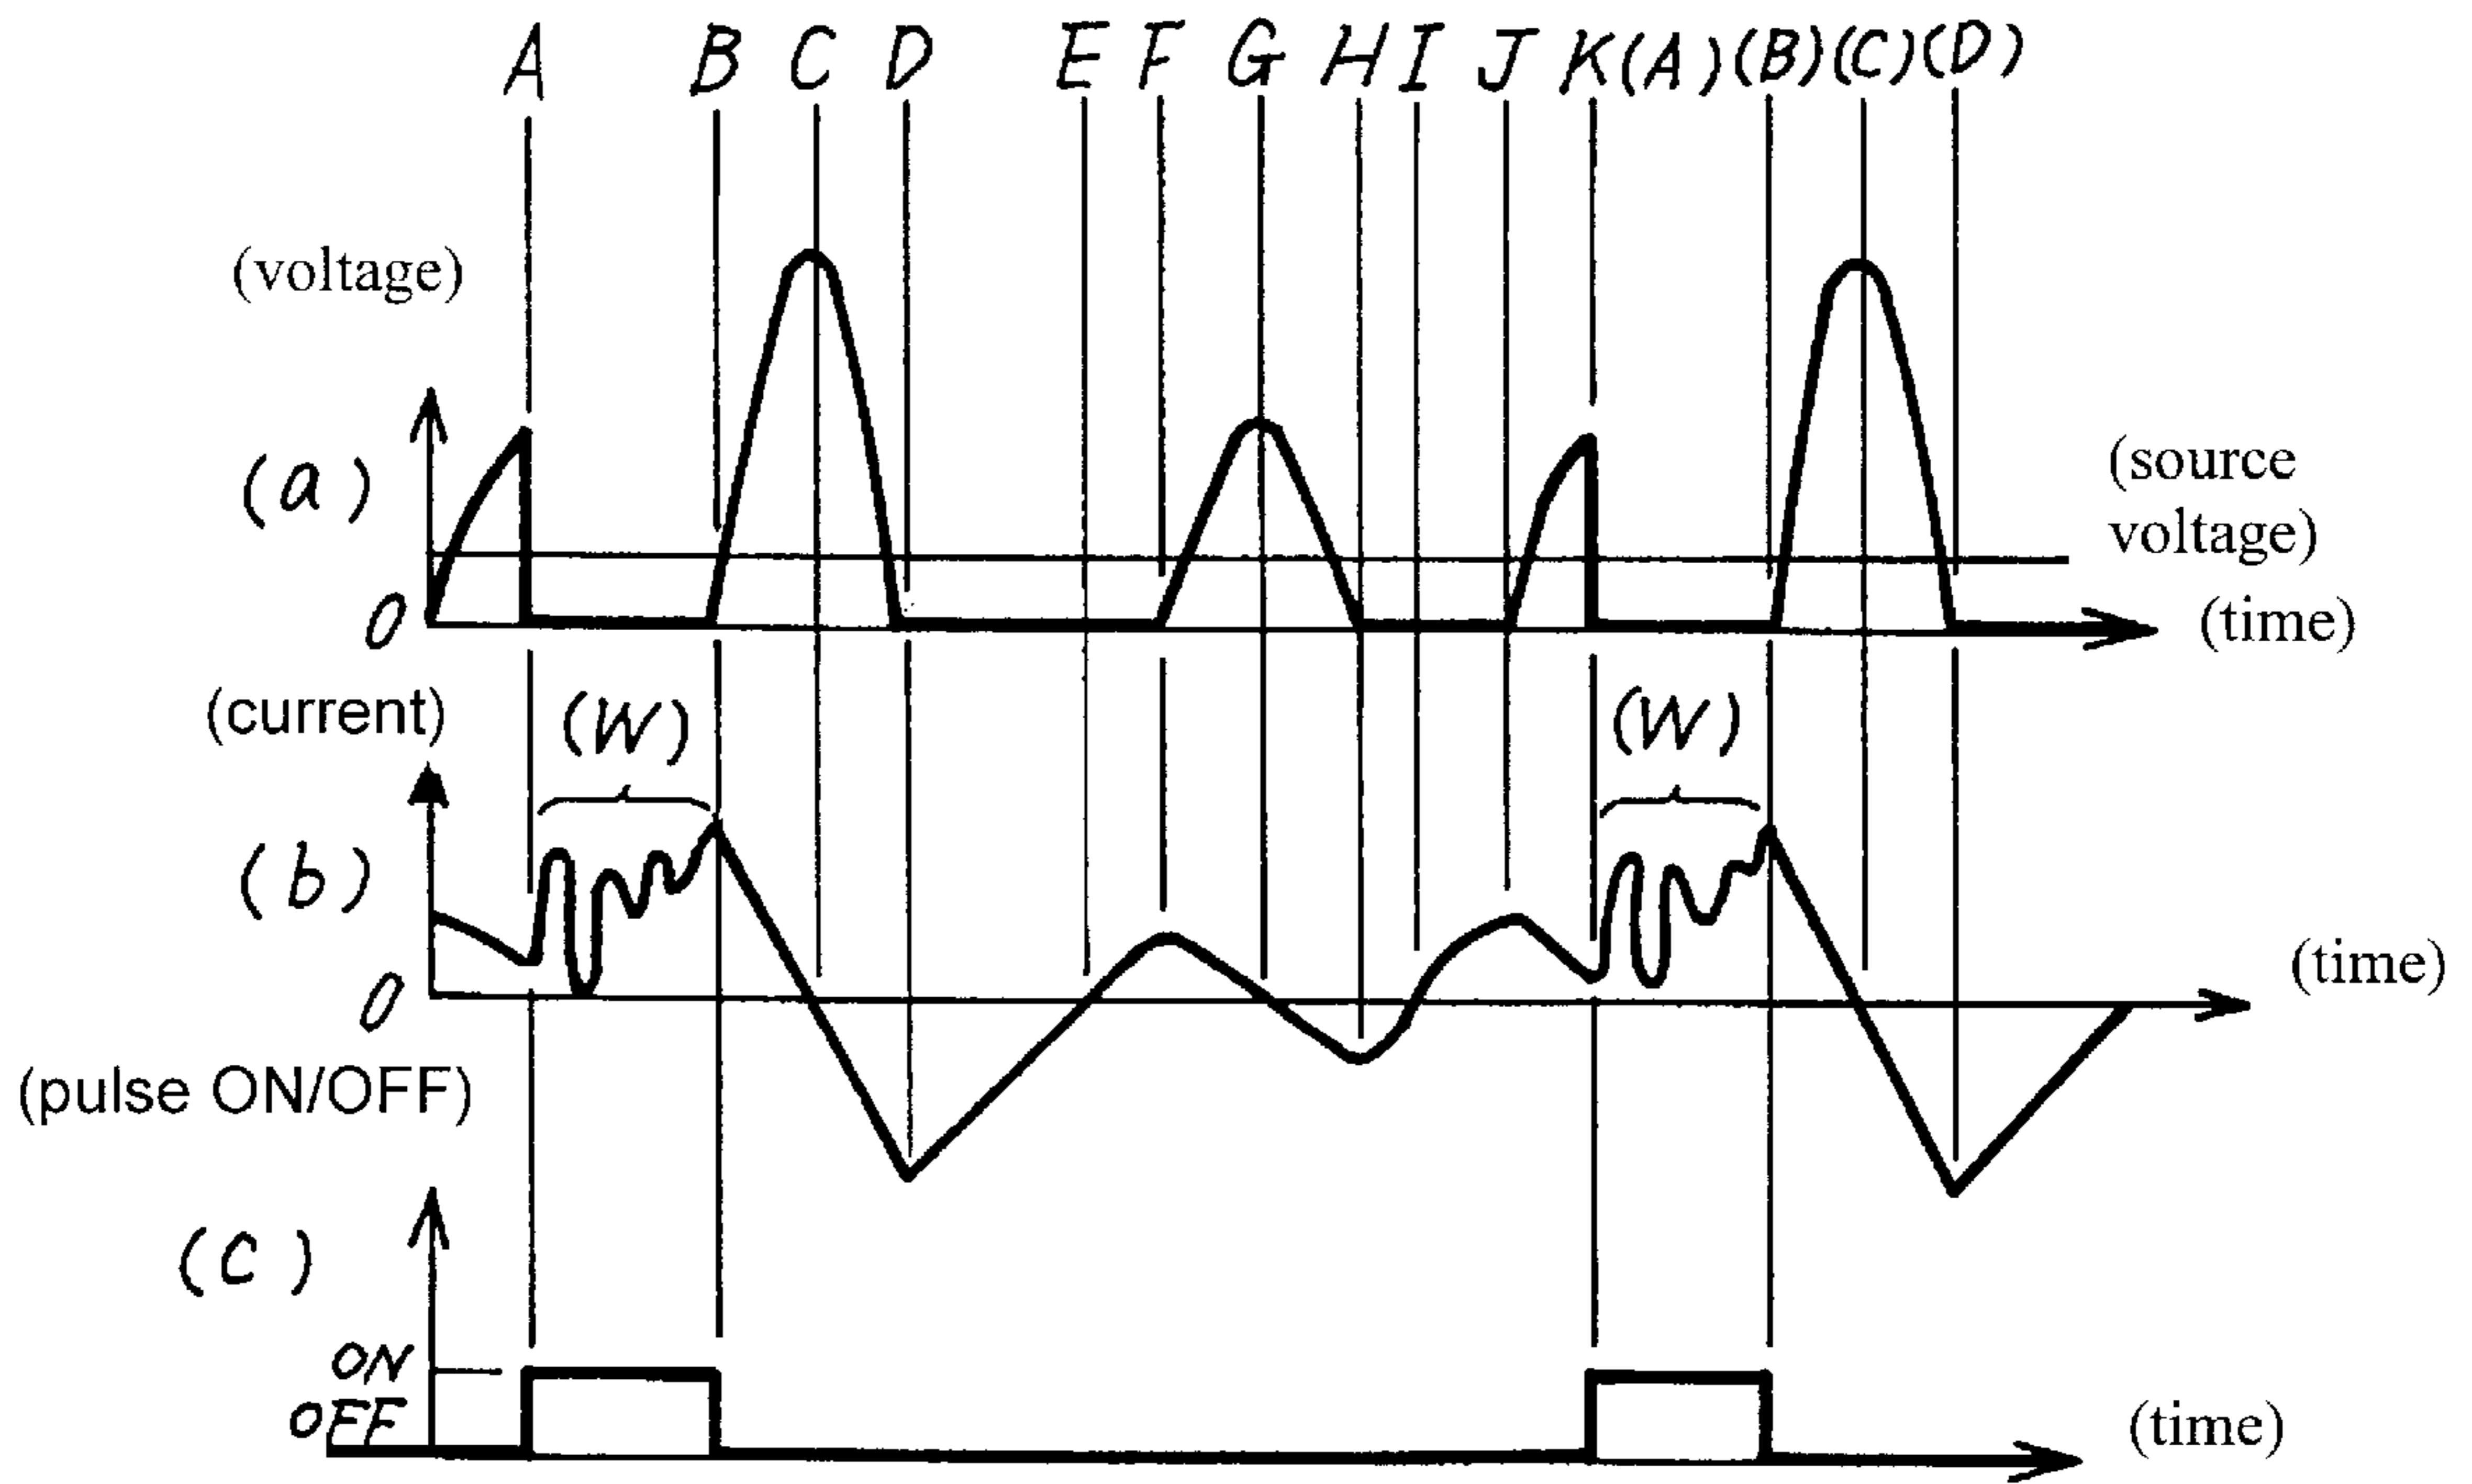 A B C D E F G H I J K(A) (B) (C) (D)
(voltage)
(a)
(source
voltage)
0
(time)
(current)
(W) (W)
(b)
(time)
0
(pulse ON/OFF)
(C)
ON
OFF
(time)